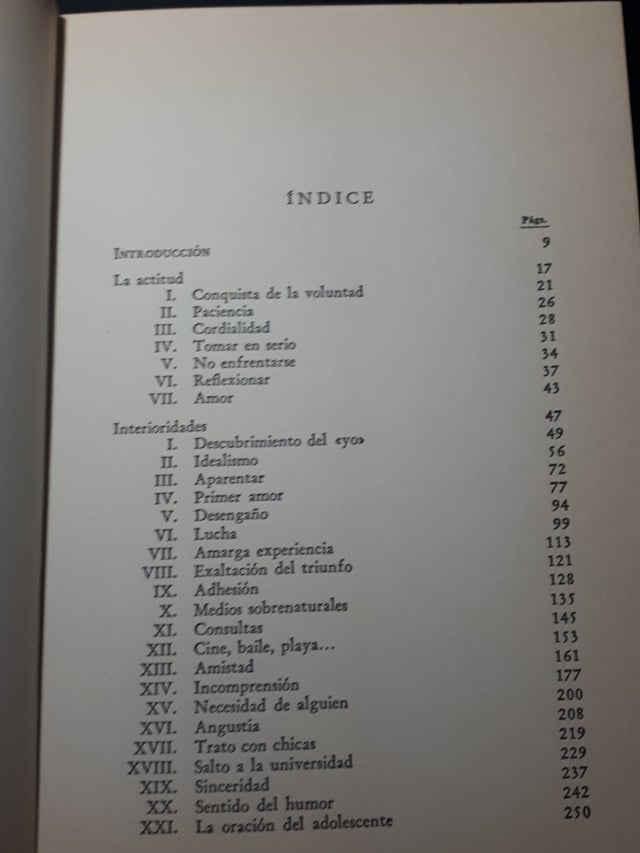 ÍNDICE
Págs.
INTRODUCCIÓN 9
La actitud 17
I. Conquista de la voluntad 21
II. Paciencia 26
III. Cordialidad 28
IV. Tomar en serio 31
V. No enfrentarse 34
VI. Reflexionar 37
VII. Amor 43
Interioridades 47
I. Descubrimiento del «yo» 49
II. Idealismo 56
III. Aparentar 72
IV. Primer amor 77
V. Desengaño 94
VI. Lucha 99
VII. Amarga experiencia 113
VIII. Exaltación del triunfo 121
IX. Adhesión 128
X. Medios sobrenaturales 135
XI. Consultas 145
XII. Cine, baile, playa... 153
XIII. Amistad 161
XIV. Incomprensión 177
XV. Necesidad de alguien 200
XVI. Angustia 208
XVII. Trato con chicas 219
XVIII. Salto a la universidad 229
XIX. Sinceridad 237
XX. Sentido del humor 242
XXI. La oración del adolescente 250